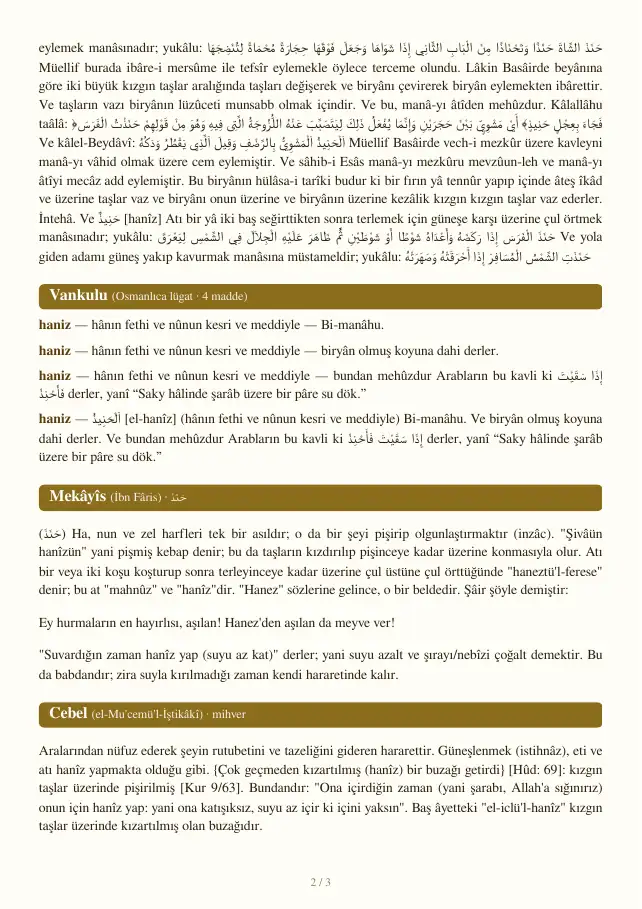 eylemek manâsınadır; yukâlu: حَنَذَ الشَّاةَ حَنْذًا وَتَحْنَاذًا مِنَ الْبَابِ الثَّانِي إِذَا شَوَاهَا وَجَعَلَ فَوْقَهَا حِجَارَةً مُحْمَاةً لِتُنْضِجَهَا
Müellif burada ibâre-i mersûme ile tefsîr eylemekle öylece terceme olundu. Lâkin Basâirde beyânına
göre iki büyük kızgın taşlar aralığında taşları değişerek ve biryânı çevirerek biryân eylemekten ibârettir.
Ve taşların vazı biryânın lüzûceti munsabb olmak içindir. Ve bu, manâ-yı âtîden mehûzdur. Kâlallâhu
taâlâ: ﴿فَجَاءَ بِعِجْلٍ حَنِيذٍ﴾ أَيْ مَشْوِيٍّ بَيْنَ حَجَرَيْنِ وَإِنَّمَا يُفْعَلُ ذَلِكَ لِيَتَصَبَّبَ عَنْهُ اللُّزُوجَةُ الَّتِي فِيهِ وَهُوَ مِنْ قَوْلِهِمْ حَنَذْتُ الْفَرَسَ
Ve kâlel-Beydâvî: اَلْحَنِيذُ الْمَشْوِيُّ بِالرَّضْفِ وَقِيلَ الَّذِي يَقْطُرُ وَدَكُهُ Müellif Basâirde vech-i mezkûr üzere kavleyni
manâ-yı vâhid olmak üzere cem eylemiştir. Ve sâhib-i Esâs manâ-yı mezkûru mevzûun-leh ve manâ-yı
âtîyi mecâz add eylemiştir. Bu biryânın hülâsa-i tarîki budur ki bir fırın yâ tennûr yapıp içinde âteş îkâd
ve üzerine taşlar vaz ve biryânı onun üzerine ve biryânın üzerine kezâlik kızgın kızgın taşlar vaz ederler.
İntehâ. Ve حَنِيذٌ [hanîz] Atı bir yâ iki baş seğirttikten sonra terlemek için güneşe karşı üzerine çul örtmek
manâsınadır; yukâlu: حَنَذَ الْفَرَسَ إِذَا رَكَضَهُ وَأَعْدَاهُ شَوْطًا أَوْ شَوْطَيْنِ ثُمَّ ظَاهَرَ عَلَيْهِ الْجِلَالَ فِي الشَّمْسِ لِيَعْرَقَ Ve yola
giden adamı güneş yakıp kavurmak manâsına müstameldir; yukâlu: حَنَذَتِ الشَّمْسُ الْمُسَافِرَ إِذَا أَحْرَقَتْهُ وَصَهَرَتْهُ
Vankulu (Osmanlıca lügat · 4 madde)
haniz — hânın fethi ve nûnun kesri ve meddiyle — Bi-manâhu.
haniz — hânın fethi ve nûnun kesri ve meddiyle — biryân olmuş koyuna dahi derler.
haniz — hânın fethi ve nûnun kesri ve meddiyle — bundan mehûzdur Arabların bu kavli ki إِذَا سَقَيْتَ
فَأَحْنِذْ derler, yanî “Saky hâlinde şarâb üzere bir pâre su dök.”
haniz — اَلْحَنِيذُ [el-hanîz] (hânın fethi ve nûnun kesri ve meddiyle) Bi-manâhu. Ve biryân olmuş koyuna
dahi derler. Ve bundan mehûzdur Arabların bu kavli ki إِذَا سَقَيْتَ فَأَحْنِذْ derler, yanî “Saky hâlinde şarâb
üzere bir pâre su dök.”
Mekâyîs (İbn Fâris) · حَنَذَ
(حَنَذَ) Ha, nun ve zel harfleri tek bir asıldır; o da bir şeyi pişirip olgunlaştırmaktır (inzâc). "Şivâün
hanîzün" yani pişmiş kebap denir; bu da taşların kızdırılıp pişinceye kadar üzerine konmasıyla olur. Atı
bir veya iki koşu koşturup sonra terleyinceye kadar üzerine çul üstüne çul örttüğünde "haneztü'l-ferese"
denir; bu at "mahnûz" ve "hanîz"dir. "Hanez" sözlerine gelince, o bir beldedir. Şâir şöyle demiştir:
Ey hurmaların en hayırlısı, aşılan! Hanez'den aşılan da meyve ver!
"Suvardığın zaman hanîz yap (suyu az kat)" derler; yani suyu azalt ve şırayı/nebîzi çoğalt demektir. Bu
da babdandır; zira suyla kırılmadığı zaman kendi hararetinde kalır.
Cebel (el-Mu'cemü'l-İştikâkî) · mihver
Aralarından nüfuz ederek şeyin rutubetini ve tazeliğini gideren hararettir. Güneşlenmek (istihnâz), eti ve
atı hanîz yapmakta olduğu gibi. {Çok geçmeden kızartılmış (hanîz) bir buzağı getirdi} [Hûd: 69]: kızgın
taşlar üzerinde pişirilmiş [Kur 9/63]. Bundandır: "Ona içirdiğin zaman (yani şarabı, Allah'a sığınırız)
onun için hanîz yap: yani ona katışıksız, suyu az içir ki içini yaksın". Baş âyetteki "el-iclü'l-hanîz" kızgın
taşlar üzerinde kızartılmış olan buzağıdır.
2 / 3